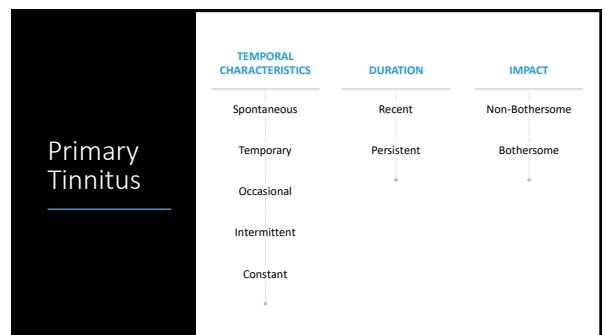 Primary
Tinnitus
TEMPORAL
CHARACTERISTICS
Spontaneous
Temporary
Occasional
Intermittent
Constant
DURATION
Recent
Persistent
IMPACT
Non-Bothersome
Bothersome